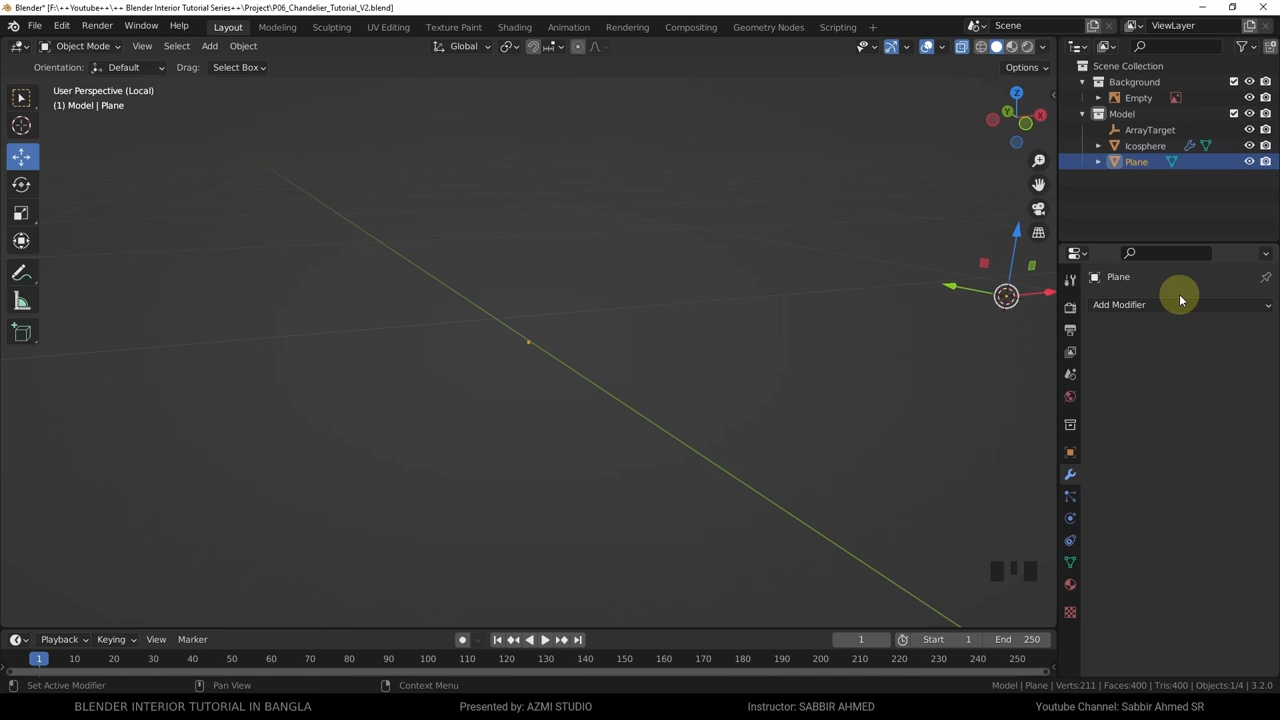 Blender* [F:\++Youtube++\++ Blender Interior Tutorial Series++\Project\P06_Chandelier_Tutorial_V2.blend]
File Edit Render Window Help Layout Modeling Sculpting UV Editing Texture Paint Shading Animation Rendering Compositing Geometry Nodes Scripting + Scene ViewLayer
Object Mode View Select Add Object Global
Orientation: Default Drag: Select Box Options
User Perspective (Local)
(1) Model | Plane
Z
Y
X
Scene Collection
Background
Empty
Model
ArrayTarget
Icosphere
Plane
Plane
Add Modifier
Playback Keying View Marker 1 Start 1 End 250
1 10 20 30 40 50 60 70 80 90 100 110 120 130 140 150 160 170 180 190 200 210 220 230 240 250
Set Active Modifier Pan View Context Menu Model | Plane | Verts:211 | Faces:400 | Tris:400 | Objects:1/4 | 3.2.0
BLENDER INTERIOR TUTORIAL IN BANGLA Presented by: AZMI STUDIO Instructor: SABBIR AHMED Youtube Channel: Sabbir Ahmed SR